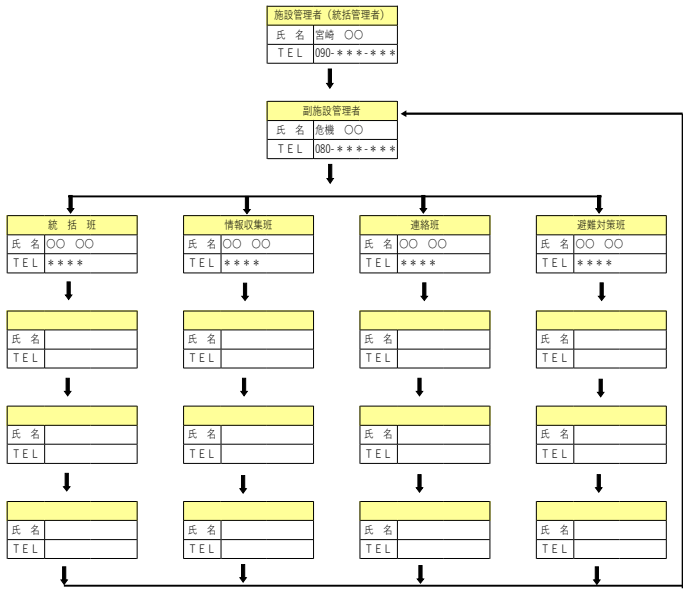 施設管理者（統括管理者）
氏 名 宮崎 〇〇
ＴＥＬ 090-＊＊＊-＊＊＊
副施設管理者
氏 名 危機 〇〇
ＴＥＬ 080-＊＊＊-＊＊＊
統 括 班 情報収集班 連絡班 避難対策班
氏 名 〇〇 〇〇 氏 名 〇〇 〇〇 氏 名 〇〇 〇〇 氏 名 〇〇 〇〇
ＴＥＬ ＊＊＊＊ ＴＥＬ ＊＊＊＊ ＴＥＬ ＊＊＊＊ ＴＥＬ ＊＊＊＊
氏 名 氏 名 氏 名 氏 名
ＴＥＬ ＴＥＬ ＴＥＬ ＴＥＬ
氏 名 氏 名 氏 名 氏 名
ＴＥＬ ＴＥＬ ＴＥＬ ＴＥＬ
氏 名 氏 名 氏 名 氏 名
ＴＥＬ ＴＥＬ ＴＥＬ ＴＥＬ